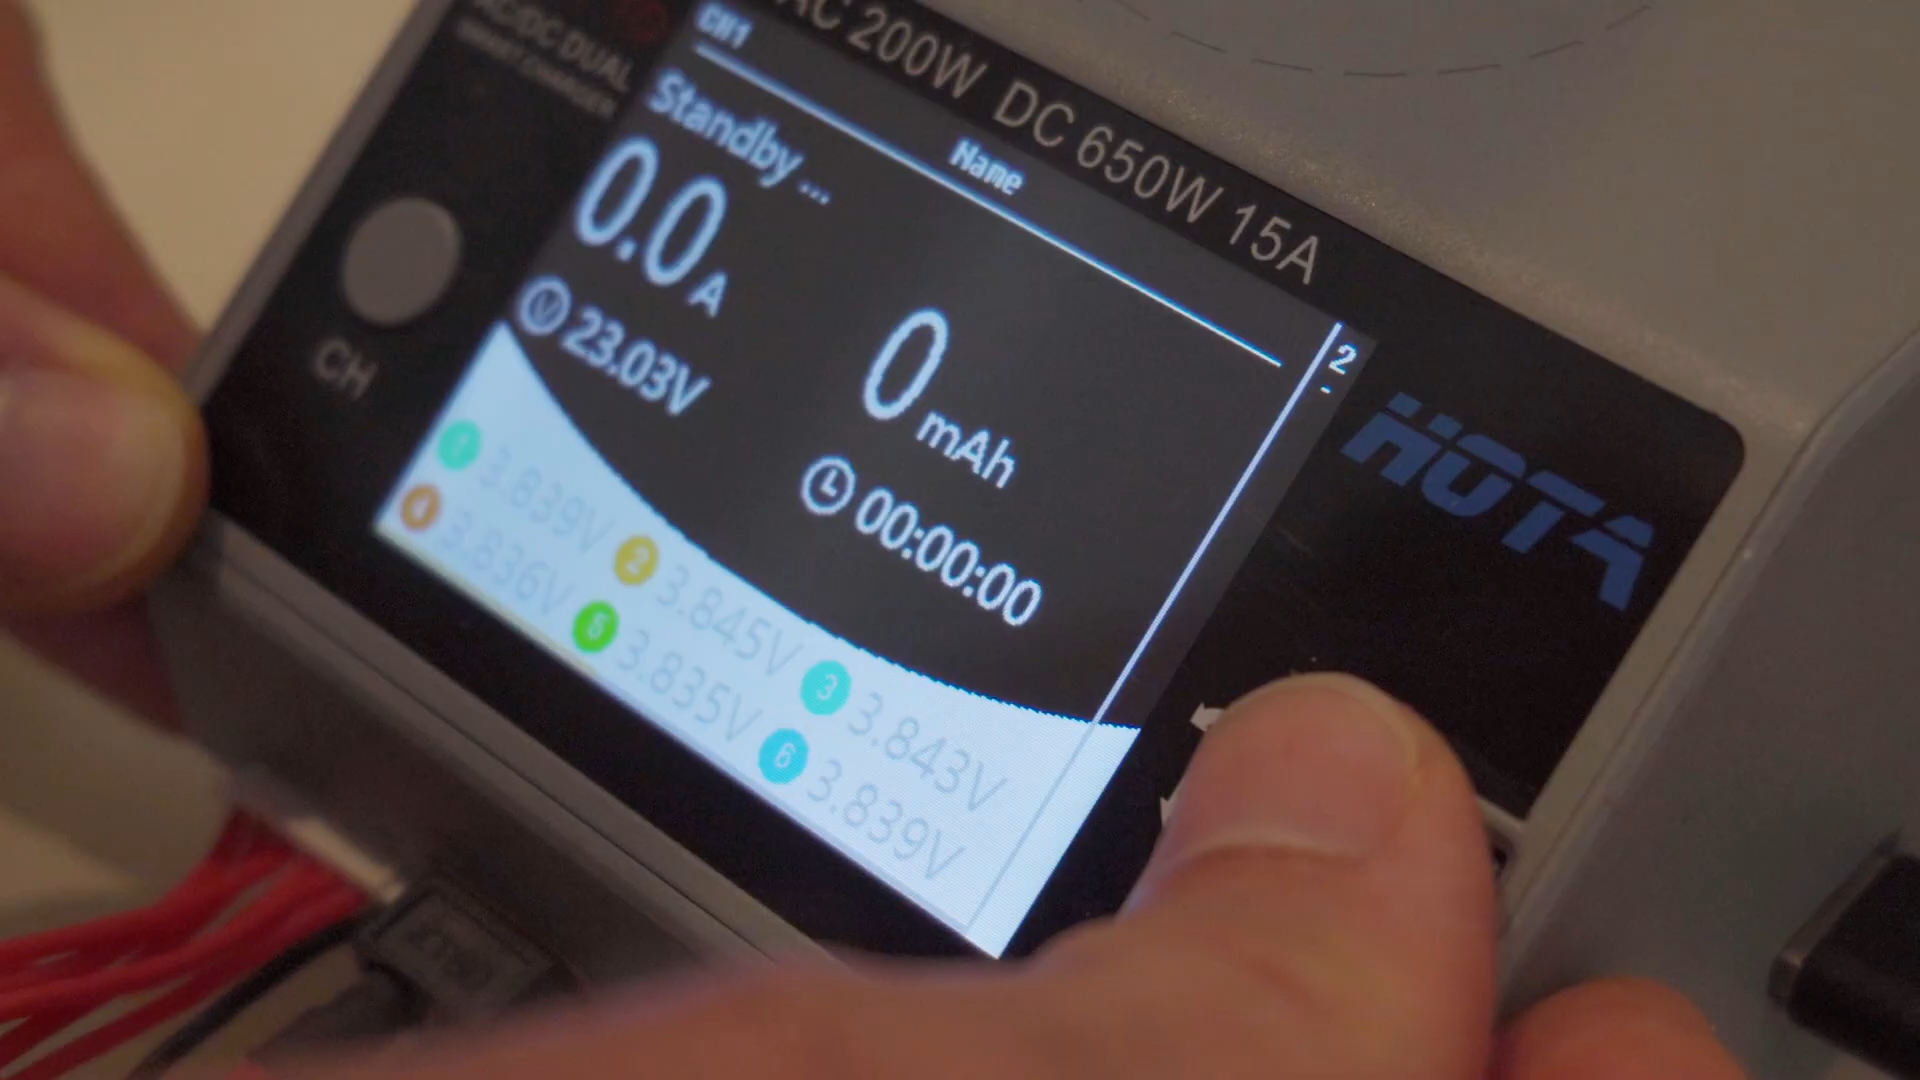 AC/DC DUAL
SMART CHARGER
AC 200W DC 650W 15A
CH1
Name
Standby ...
0.0 A
0 mAh
23.03V
00:00:00
2
-
1 3.839V 2 3.845V 3 3.843V
4 3.836V 5 3.835V 6 3.839V
CH
HOTA